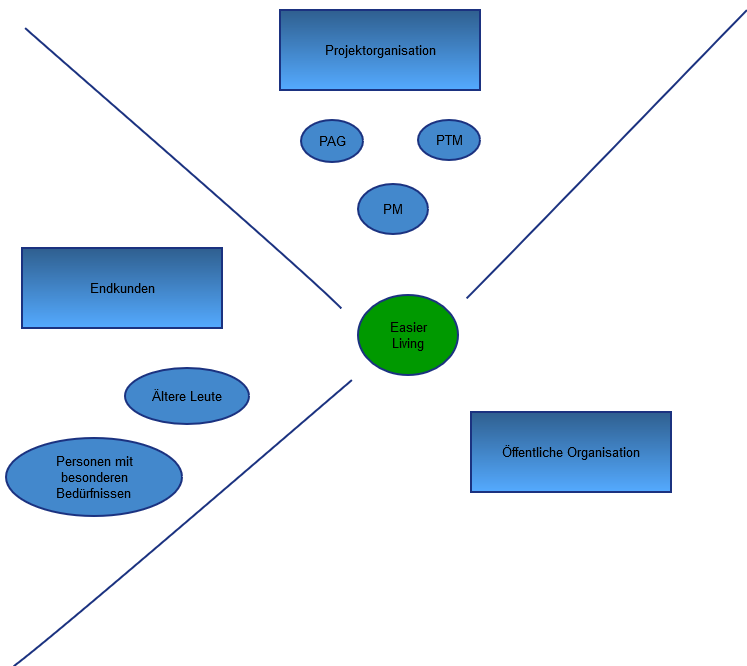 Projektorganisation
PAG
PTM
PM
Endkunden
Easier
Living
Ältere Leute
Öffentliche Organisation
Personen mit
besonderen
Bedürfnissen